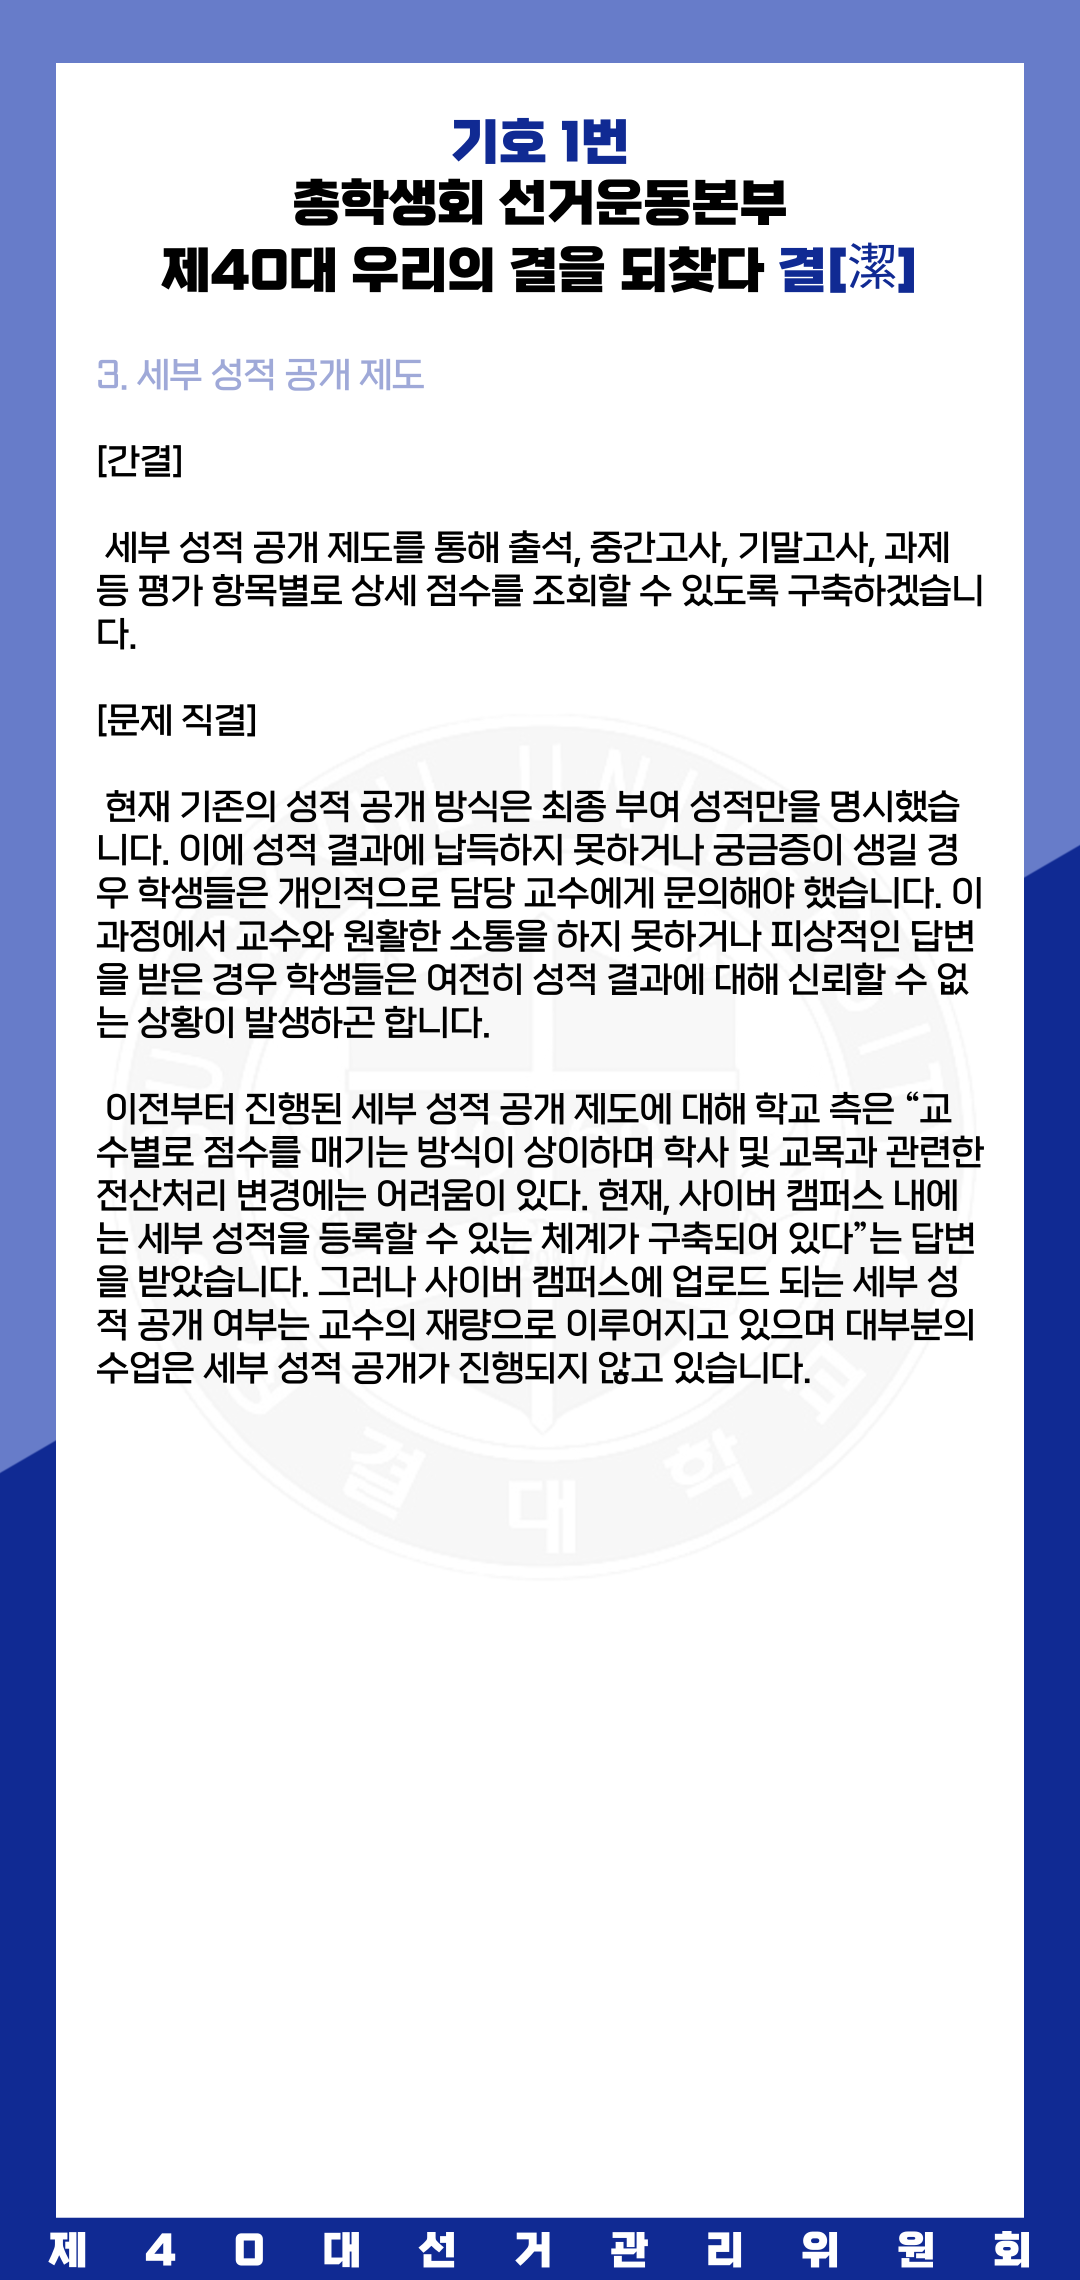 기호 1번
총학생회 선거운동본부
제40대 우리의 결을 되찾다 결[潔]
3. 세부 성적 공개 제도
[간결]
세부 성적 공개 제도를 통해 출석, 중간고사, 기말고사, 과제
등 평가 항목별로 상세 점수를 조회할 수 있도록 구축하겠습니
다.
[문제 직결]
현재 기존의 성적 공개 방식은 최종 부여 성적만을 명시했습
니다. 이에 성적 결과에 납득하지 못하거나 궁금증이 생길 경
우 학생들은 개인적으로 담당 교수에게 문의해야 했습니다. 이
과정에서 교수와 원활한 소통을 하지 못하거나 피상적인 답변
을 받은 경우 학생들은 여전히 성적 결과에 대해 신뢰할 수 없
는 상황이 발생하곤 합니다.
이전부터 진행된 세부 성적 공개 제도에 대해 학교 측은 “교
수별로 점수를 매기는 방식이 상이하며 학사 및 교목과 관련한
전산처리 변경에는 어려움이 있다. 현재, 사이버 캠퍼스 내에
는 세부 성적을 등록할 수 있는 체계가 구축되어 있다”는 답변
을 받았습니다. 그러나 사이버 캠퍼스에 업로드 되는 세부 성
적 공개 여부는 교수의 재량으로 이루어지고 있으며 대부분의
수업은 세부 성적 공개가 진행되지 않고 있습니다.
결 대 학 교
제 4 0 대 선 거 관 리 위 원 회